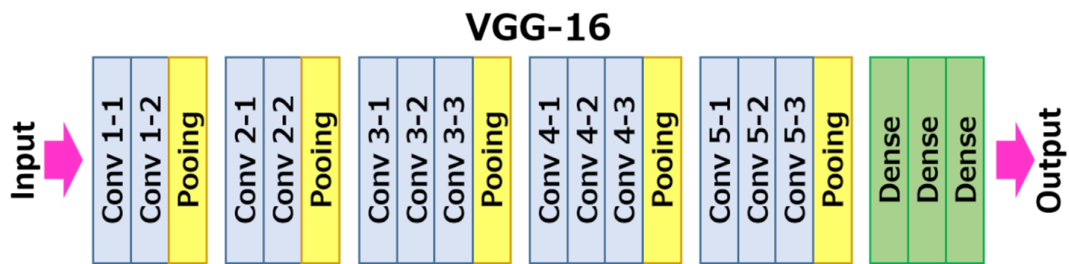 VGG-16
Input
Conv 1-1
Conv 1-2
Pooing
Conv 2-1
Conv 2-2
Pooing
Conv 3-1
Conv 3-2
Conv 3-3
Pooing
Conv 4-1
Conv 4-2
Conv 4-3
Pooing
Conv 5-1
Conv 5-2
Conv 5-3
Pooing
Dense
Dense
Dense
Output